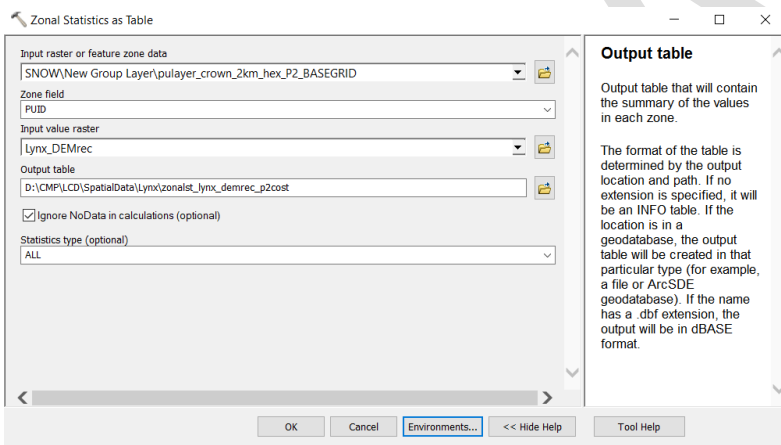 Zonal Statistics as Table
Input raster or feature zone data
SNOW\New Group Layer\pulayer_crown_2km_hex_P2_BASEGRID
Zone field
PUID
Input value raster
Lynx_DEMrec
Output table
D:\CMP\LCD\SpatialData\Lynx\zonalst_lynx_demrec_p2cost
Ignore NoData in calculations (optional)
Statistics type (optional)
ALL
Output table
Output table that will contain
the summary of the values
in each zone.
The format of the table is
determined by the output
location and path. If no
extension is specified, it will
be an INFO table. If the
location is in a
geodatabase, the output
table will be created in that
particular type (for example,
a file or ArcSDE
geodatabase). If the name
has a .dbf extension, the
output will be in dBASE
format.
OK
Cancel
Environments...
<< Hide Help
Tool Help